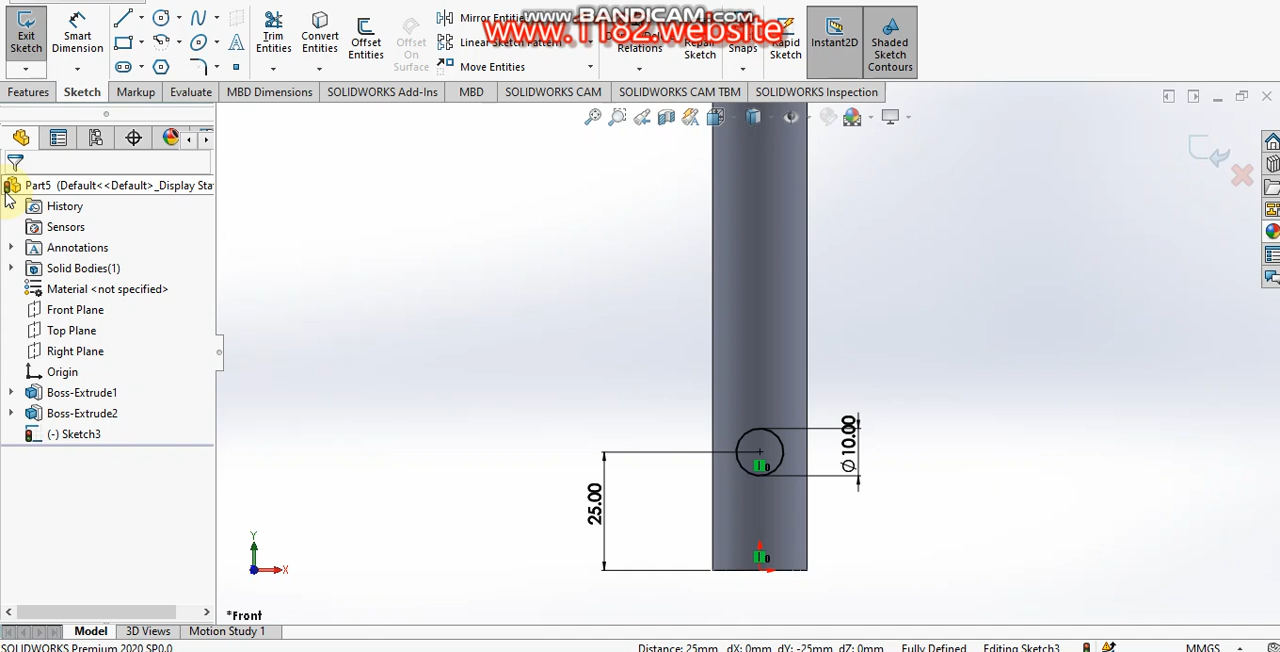 www.BANDICAM.com
www.1182.website
Exit Sketch
Smart Dimension
Trim Entities
Convert Entities
Offset Entities
Offset On Surface
Mirror Entities
Linear Sketch Pattern
Move Entities
Relations
Repair Sketch
Snaps
Rapid Sketch
Instant2D
Shaded Sketch Contours
Features
Sketch
Markup
Evaluate
MBD Dimensions
SOLIDWORKS Add-Ins
MBD
SOLIDWORKS CAM
SOLIDWORKS CAM TBM
SOLIDWORKS Inspection
Part5 (Default<<Default>_Display Sta
History
Sensors
Annotations
Solid Bodies(1)
Material <not specified>
Front Plane
Top Plane
Right Plane
Origin
Boss-Extrude1
Boss-Extrude2
(-) Sketch3
25.00
Ø10.00
Y
X
*Front
Model
3D Views
Motion Study 1
SOLIDWORKS Premium 2020 SP0.0
Distance: 25mm dX: 0mm dY: -25mm dZ: 0mm Fully Defined Editing Sketch3 MMGS